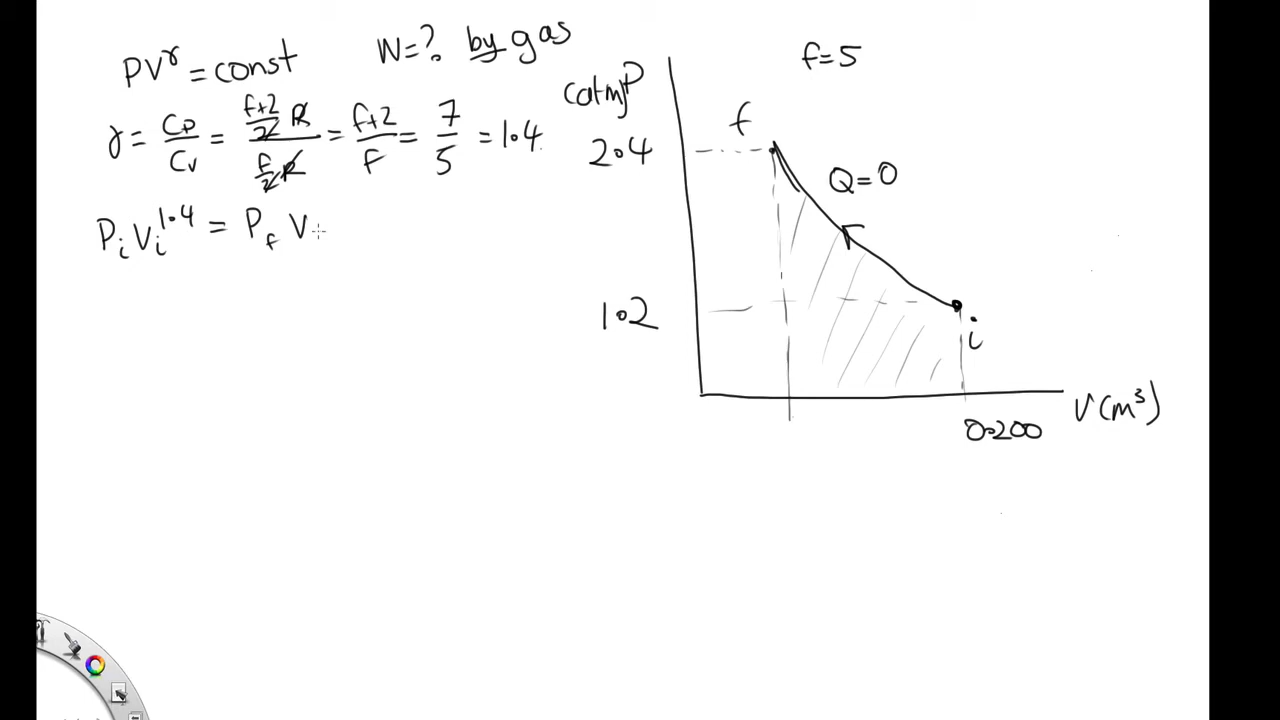 PV^γ = const
W=? by gas
γ = Cp/Cv = ((f+2)/2 R)/(f/2 R) = (f+2)/f = 7/5 = 1.4
P_i V_i^1.4 = P_f V
f=5
(atm) P
2.4
f
Q=0
1.2
i
0.200
V(m³)